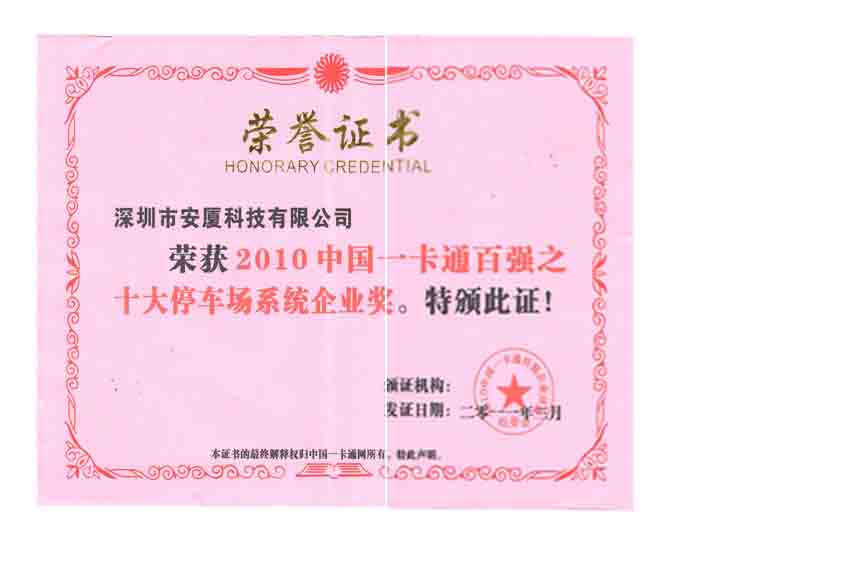 荣誉证书
HONORARY CREDENTIAL
深圳市安厦科技有限公司
荣获2010中国一卡通百强之
十大停车场系统企业奖。特颁此证!
颁证机构:
发证日期:二零一一年三月
本证书的最终解释权归中国一卡通网所有，特此声明。